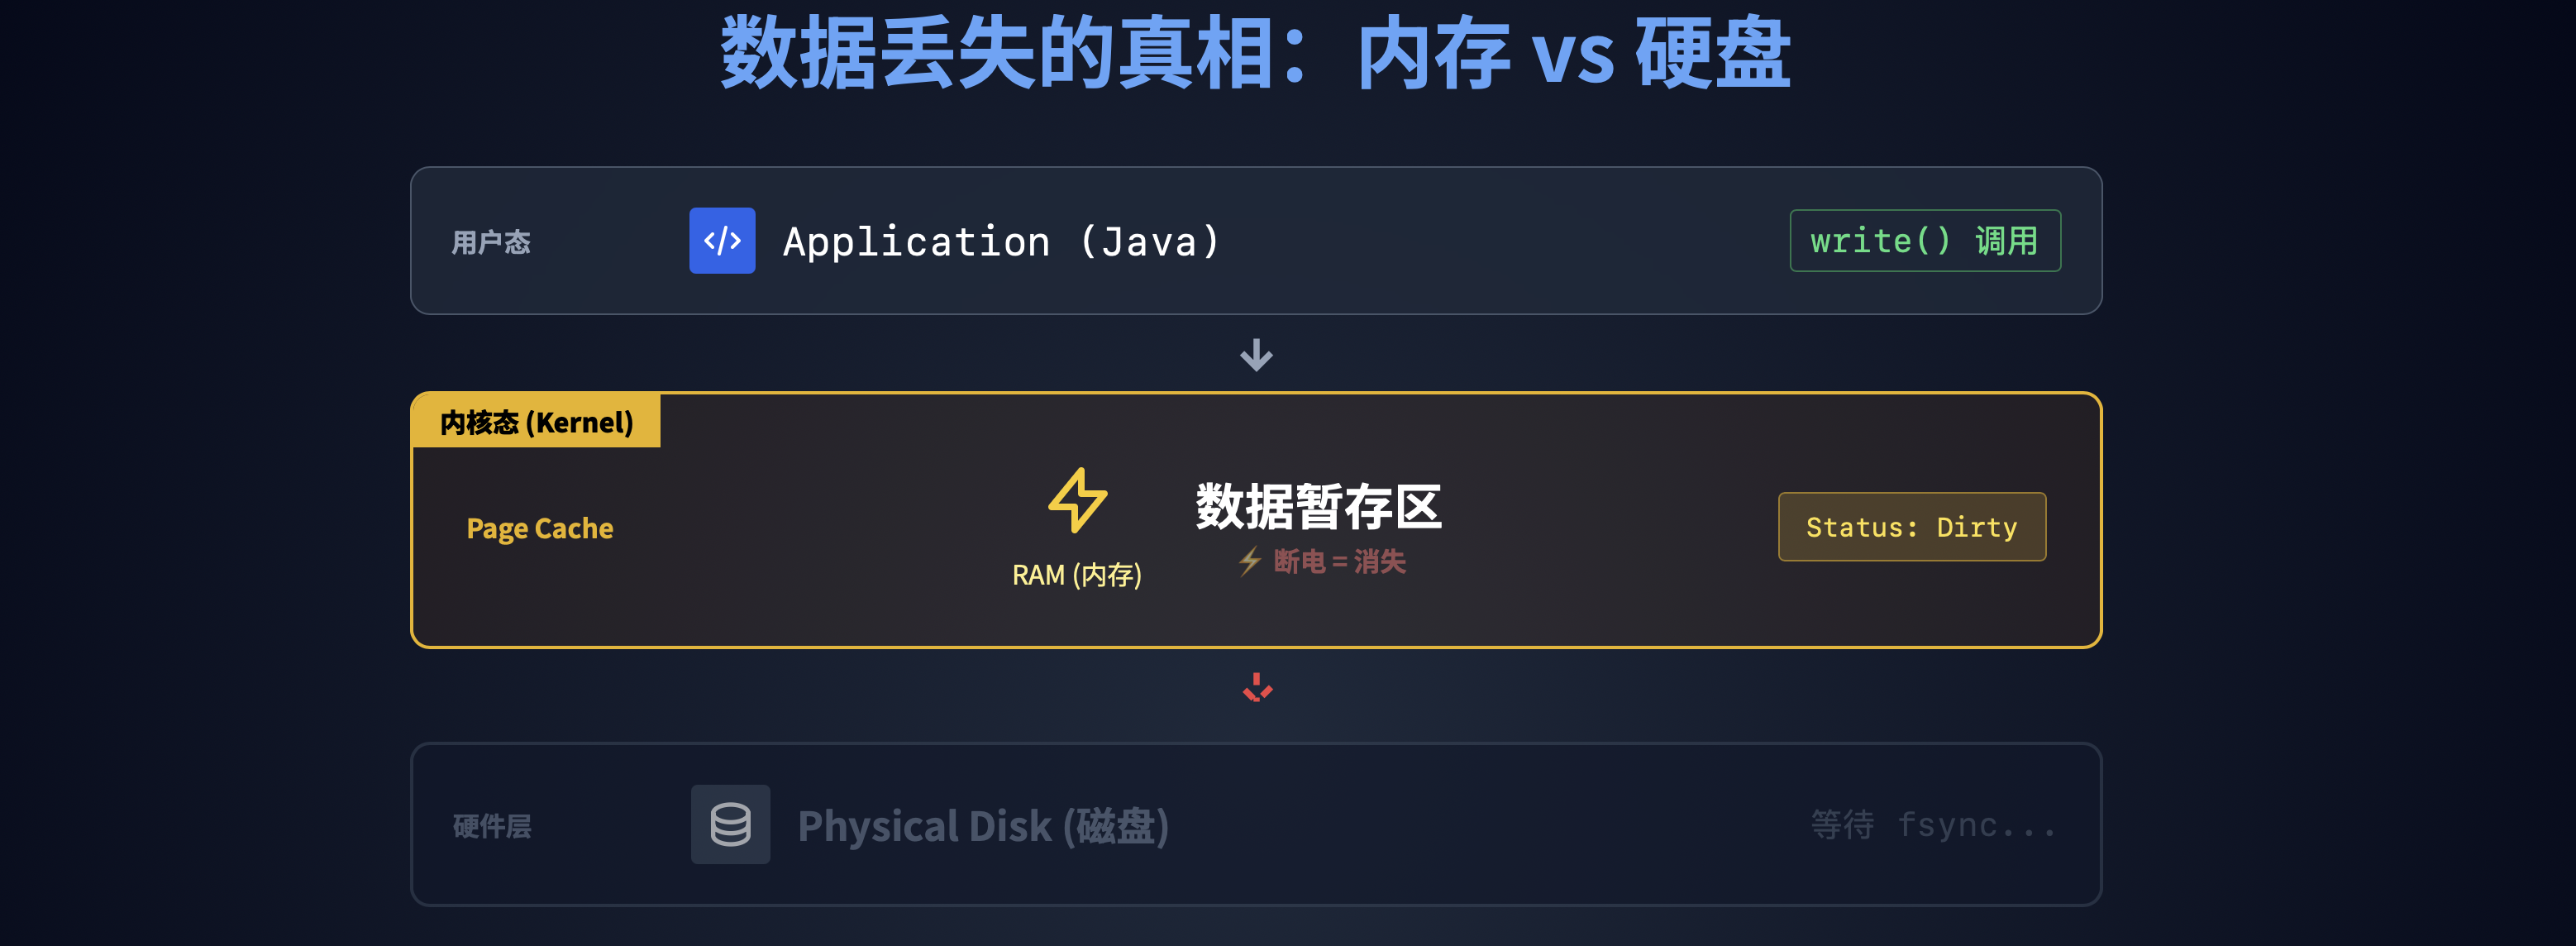 数据丢失的真相：内存 vs 硬盘
用户态
Application (Java)
write() 调用
内核态 (Kernel)
Page Cache
RAM (内存)
数据暂存区
⚡ 断电 = 消失
Status: Dirty
硬件层
Physical Disk (磁盘)
等待 fsync...